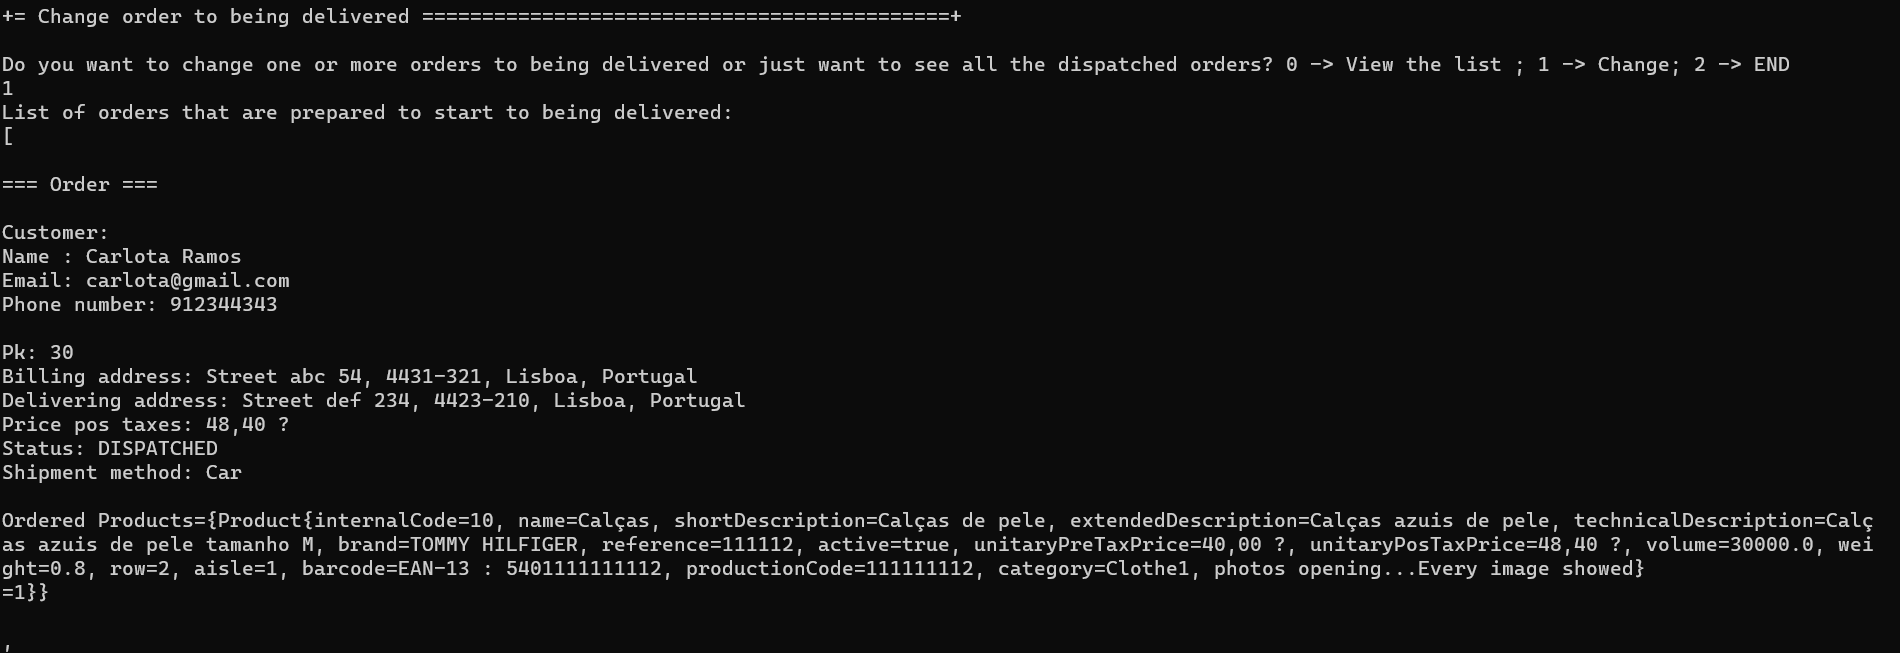 += Change order to being delivered ============================================+
Do you want to change one or more orders to being delivered or just want to see all the dispatched orders? 0 -> View the list ; 1 -> Change; 2 -> END
1
List of orders that are prepared to start to being delivered:
[
=== Order ===
Customer:
Name : Carlota Ramos
Email: carlota@gmail.com
Phone number: 912344343
Pk: 30
Billing address: Street abc 54, 4431-321, Lisboa, Portugal
Delivering address: Street def 234, 4423-210, Lisboa, Portugal
Price pos taxes: 48,40 ?
Status: DISPATCHED
Shipment method: Car
Ordered Products={Product{internalCode=10, name=Calças, shortDescription=Calças de pele, extendedDescription=Calças azuis de pele, technicalDescription=Calç
as azuis de pele tamanho M, brand=TOMMY HILFIGER, reference=111112, active=true, unitaryPreTaxPrice=40,00 ?, unitaryPosTaxPrice=48,40 ?, volume=30000.0, wei
ght=0.8, row=2, aisle=1, barcode=EAN-13 : 5401111111112, productionCode=111111112, category=Clothe1, photos opening...Every image showed}
=1}}
,